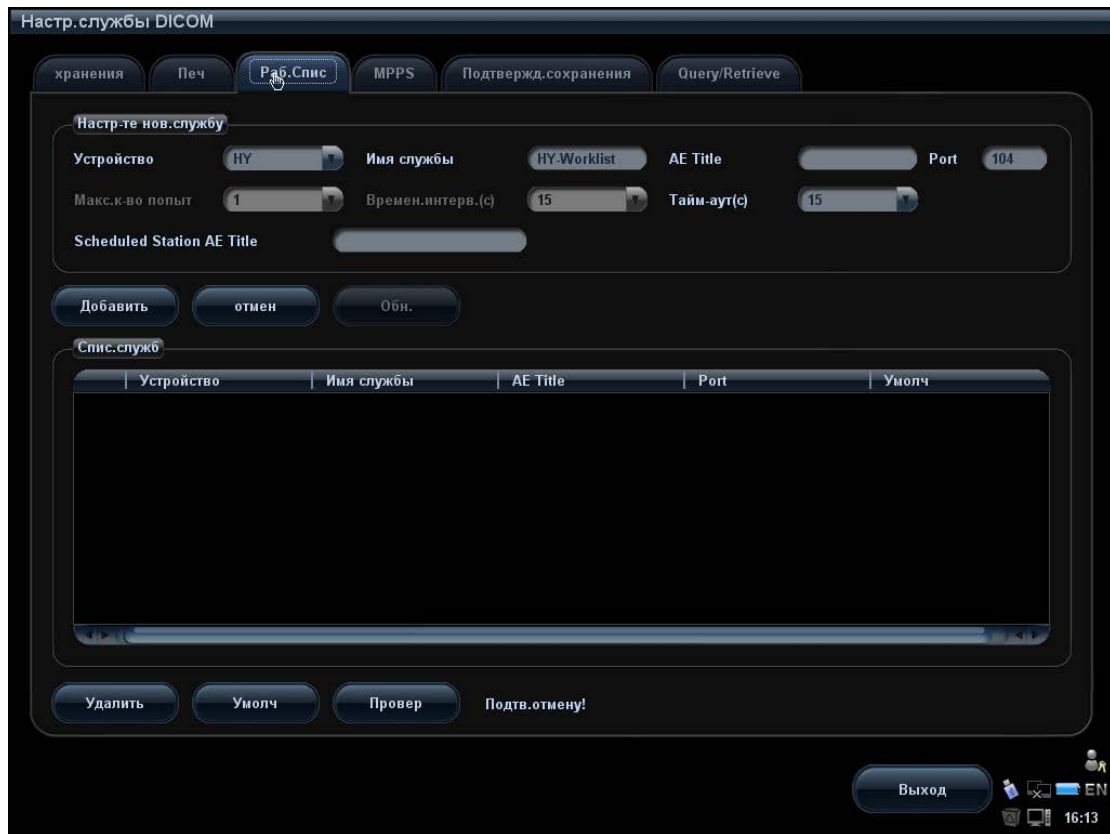 Настр.службы DICOM
хранения Печ Раб.Спис MPPS Подтвержд.сохранения Query/Retrieve
Настр-те нов.службу
Устройство HY Имя службы HY-Worklist AE Title Port 104
Макс.к-во попыт 1 Времен.интерв.(с) 15 Тайм-аут(с) 15
Scheduled Station AE Title
Добавить отмен Обн.
Спис.служб
Устройство Имя службы AE Title Port Умолч
Удалить Умолч Провер Подтв.отмену!
Выход EN
16:13